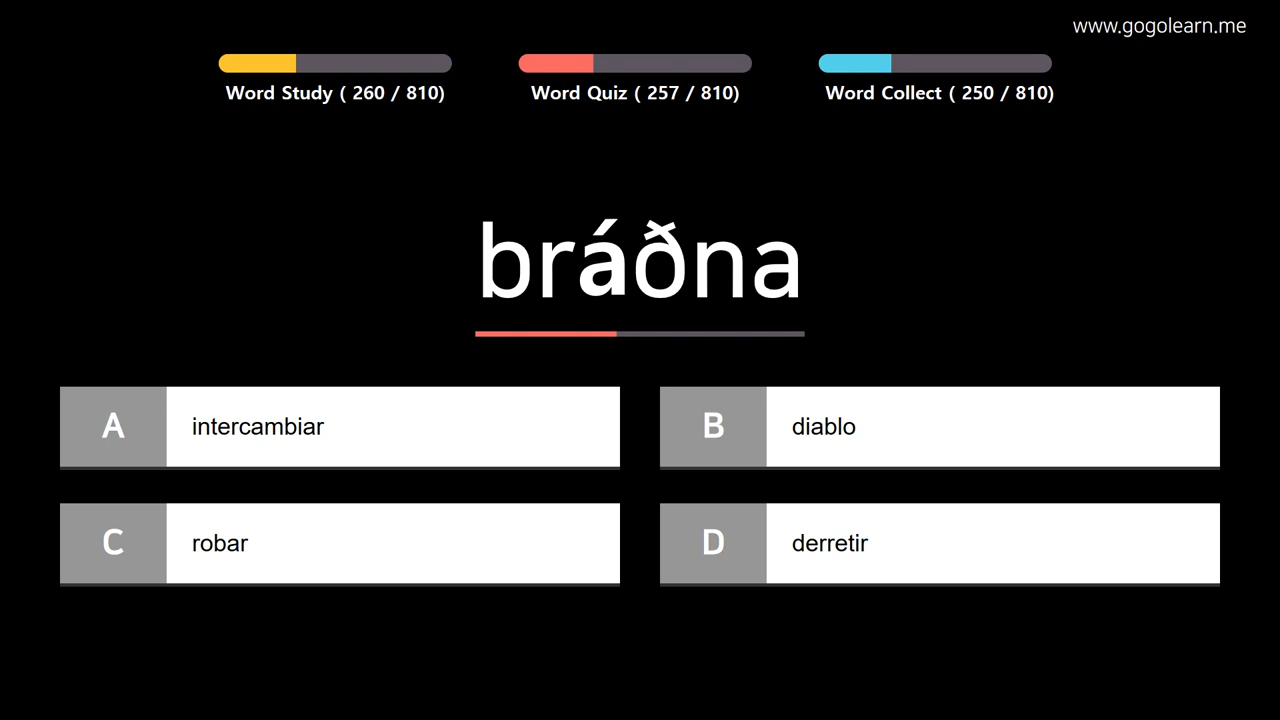 www.gogolearn.me
Word Study ( 260 / 810)
Word Quiz ( 257 / 810)
Word Collect ( 250 / 810)
bráðna
A intercambiar
B diablo
C robar
D derretir